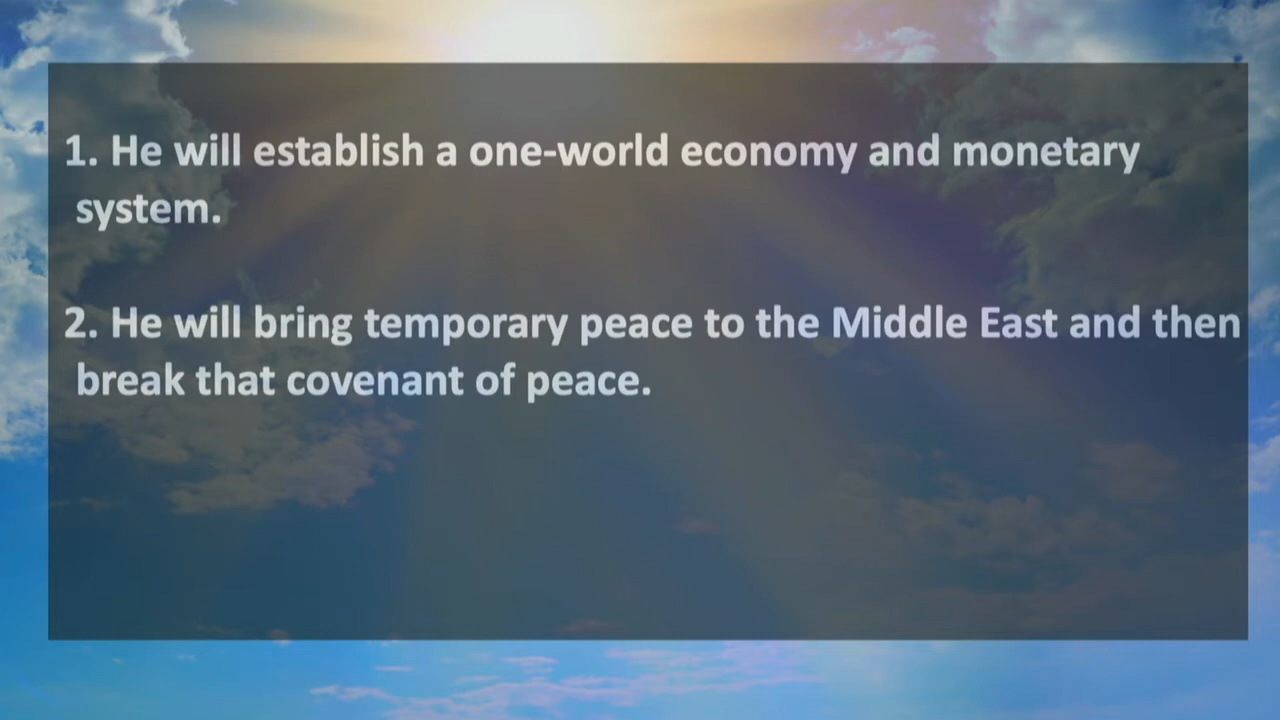 1. He will establish a one-world economy and monetary
system.
2. He will bring temporary peace to the Middle East and then
break that covenant of peace.